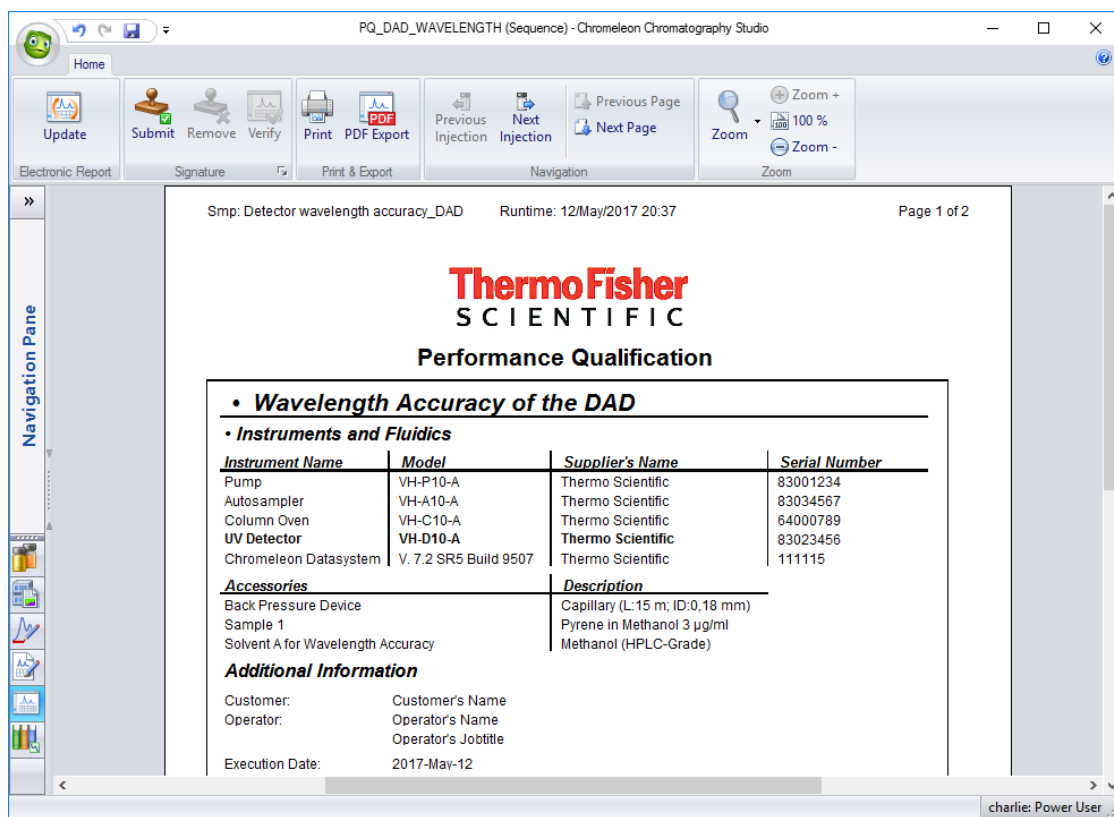 PQ_DAD_WAVELENGTH (Sequence) - Chromeleon Chromatography Studio
Home
Update
Submit Remove Verify
Print PDF Export
PDF
Previous Injection
Next Injection
Previous Page
Next Page
Zoom
Zoom +
100 %
Zoom -
Electronic Report Signature Print & Export Navigation Zoom
»
Navigation Pane
Smp: Detector wavelength accuracy_DAD Runtime: 12/May/2017 20:37 Page 1 of 2
ThermoFisher
SCIENTIFIC
Performance Qualification
• Wavelength Accuracy of the DAD
• Instruments and Fluidics
Instrument Name Model Supplier's Name Serial Number
Pump VH-P10-A Thermo Scientific 83001234
Autosampler VH-A10-A Thermo Scientific 83034567
Column Oven VH-C10-A Thermo Scientific 64000789
UV Detector VH-D10-A Thermo Scientific 83023456
Chromeleon Datasystem V. 7.2 SR5 Build 9507 Thermo Scientific 111115
Accessories Description
Back Pressure Device Capillary (L:15 m; ID:0,18 mm)
Sample 1 Pyrene in Methanol 3 µg/ml
Solvent A for Wavelength Accuracy Methanol (HPLC-Grade)
Additional Information
Customer: Customer's Name
Operator: Operator's Name
Operator's Jobtitle
Execution Date: 2017-May-12
charlie: Power User